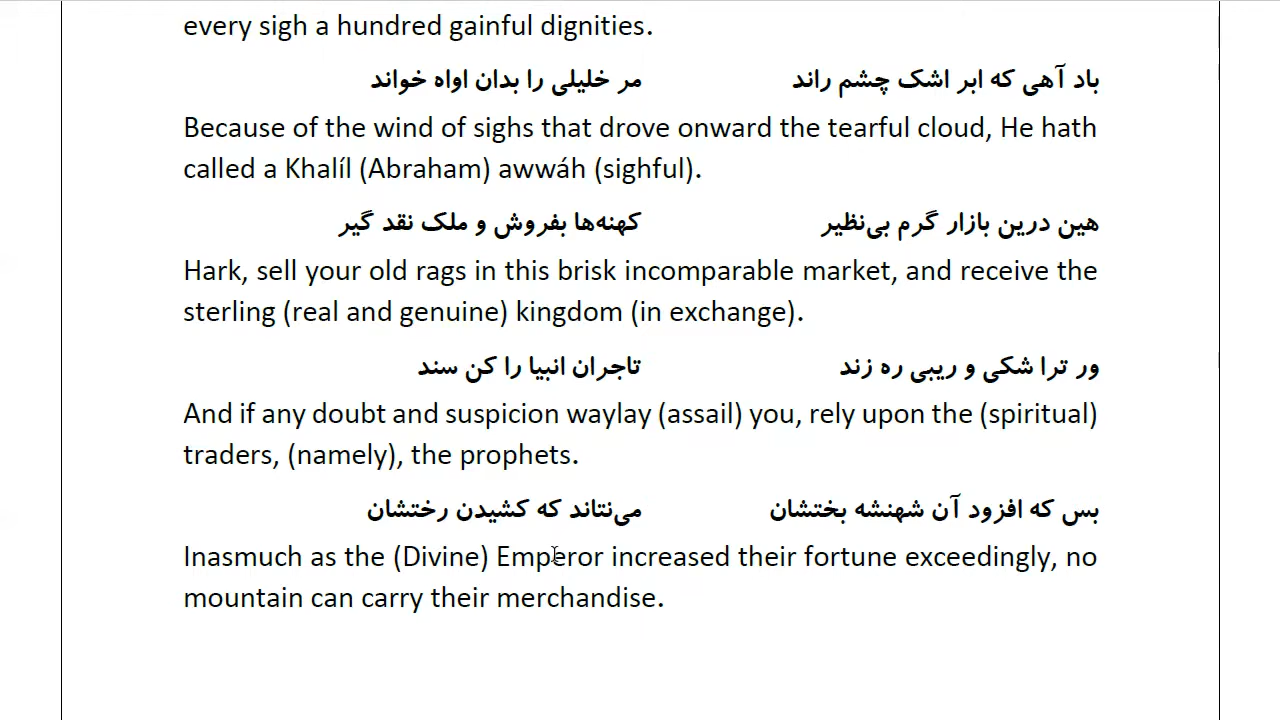 every sigh a hundred gainful dignities.
باد آهی که ابر اشک چشم راند مر خلیلی را بدان اواه خواند
Because of the wind of sighs that drove onward the tearful cloud, He hath
called a Khalíl (Abraham) awwáh (sighful).
هین درین بازار گرم بی‌نظیر کهنه‌ها بفروش و ملک نقد گیر
Hark, sell your old rags in this brisk incomparable market, and receive the
sterling (real and genuine) kingdom (in exchange).
ور ترا شکی و ریبی ره زند تاجران انبیا را کن سند
And if any doubt and suspicion waylay (assail) you, rely upon the (spiritual)
traders, (namely), the prophets.
بس که افزود آن شهنشه بختشان می‌نتاند که کشیدن رختشان
Inasmuch as the (Divine) Emperor increased their fortune exceedingly, no
mountain can carry their merchandise.